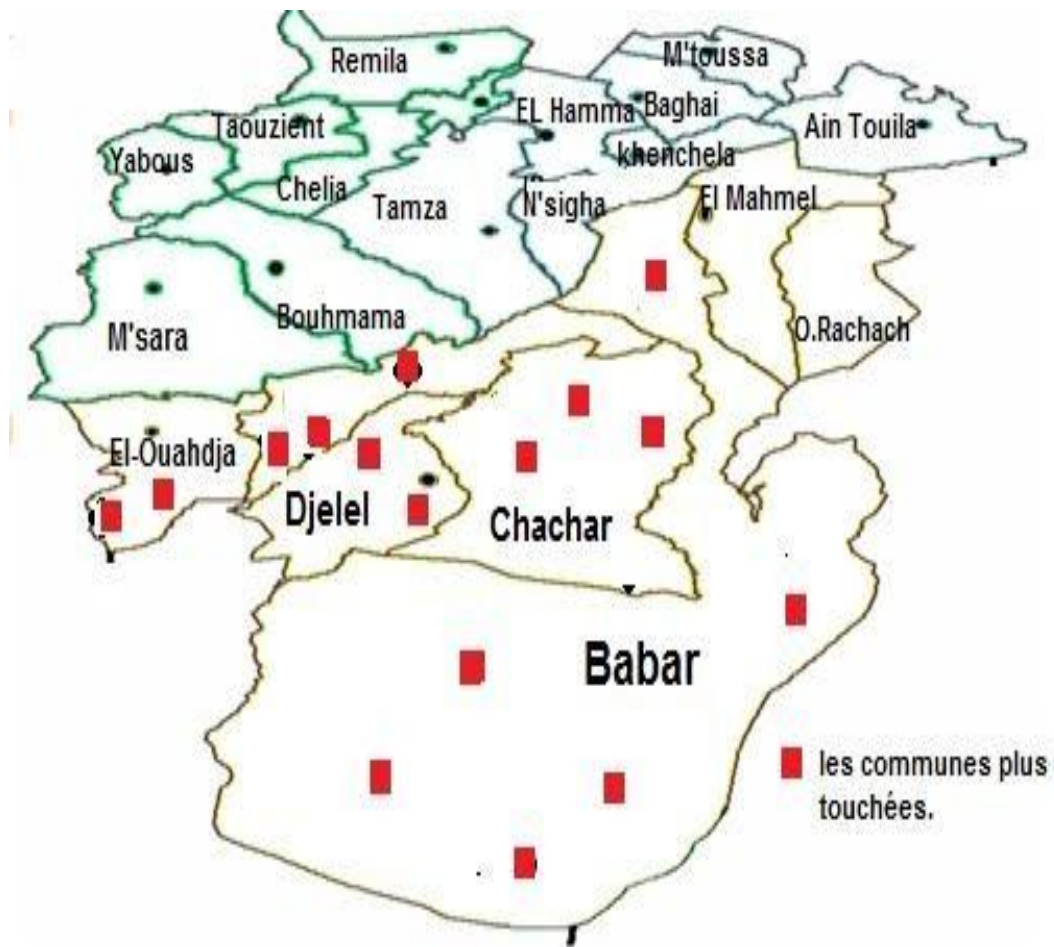 Remila
M'toussa
EL Hamma
Baghai
Taouzient
Ain Touila
Yabous
khenchela
Chelia
Tamza
N'sigha
El Mahmel
Bouhmama
M'sara
O.Rachach
El-Ouahdja
Djelel
Chachar
Babar
les communes plus
touchées.